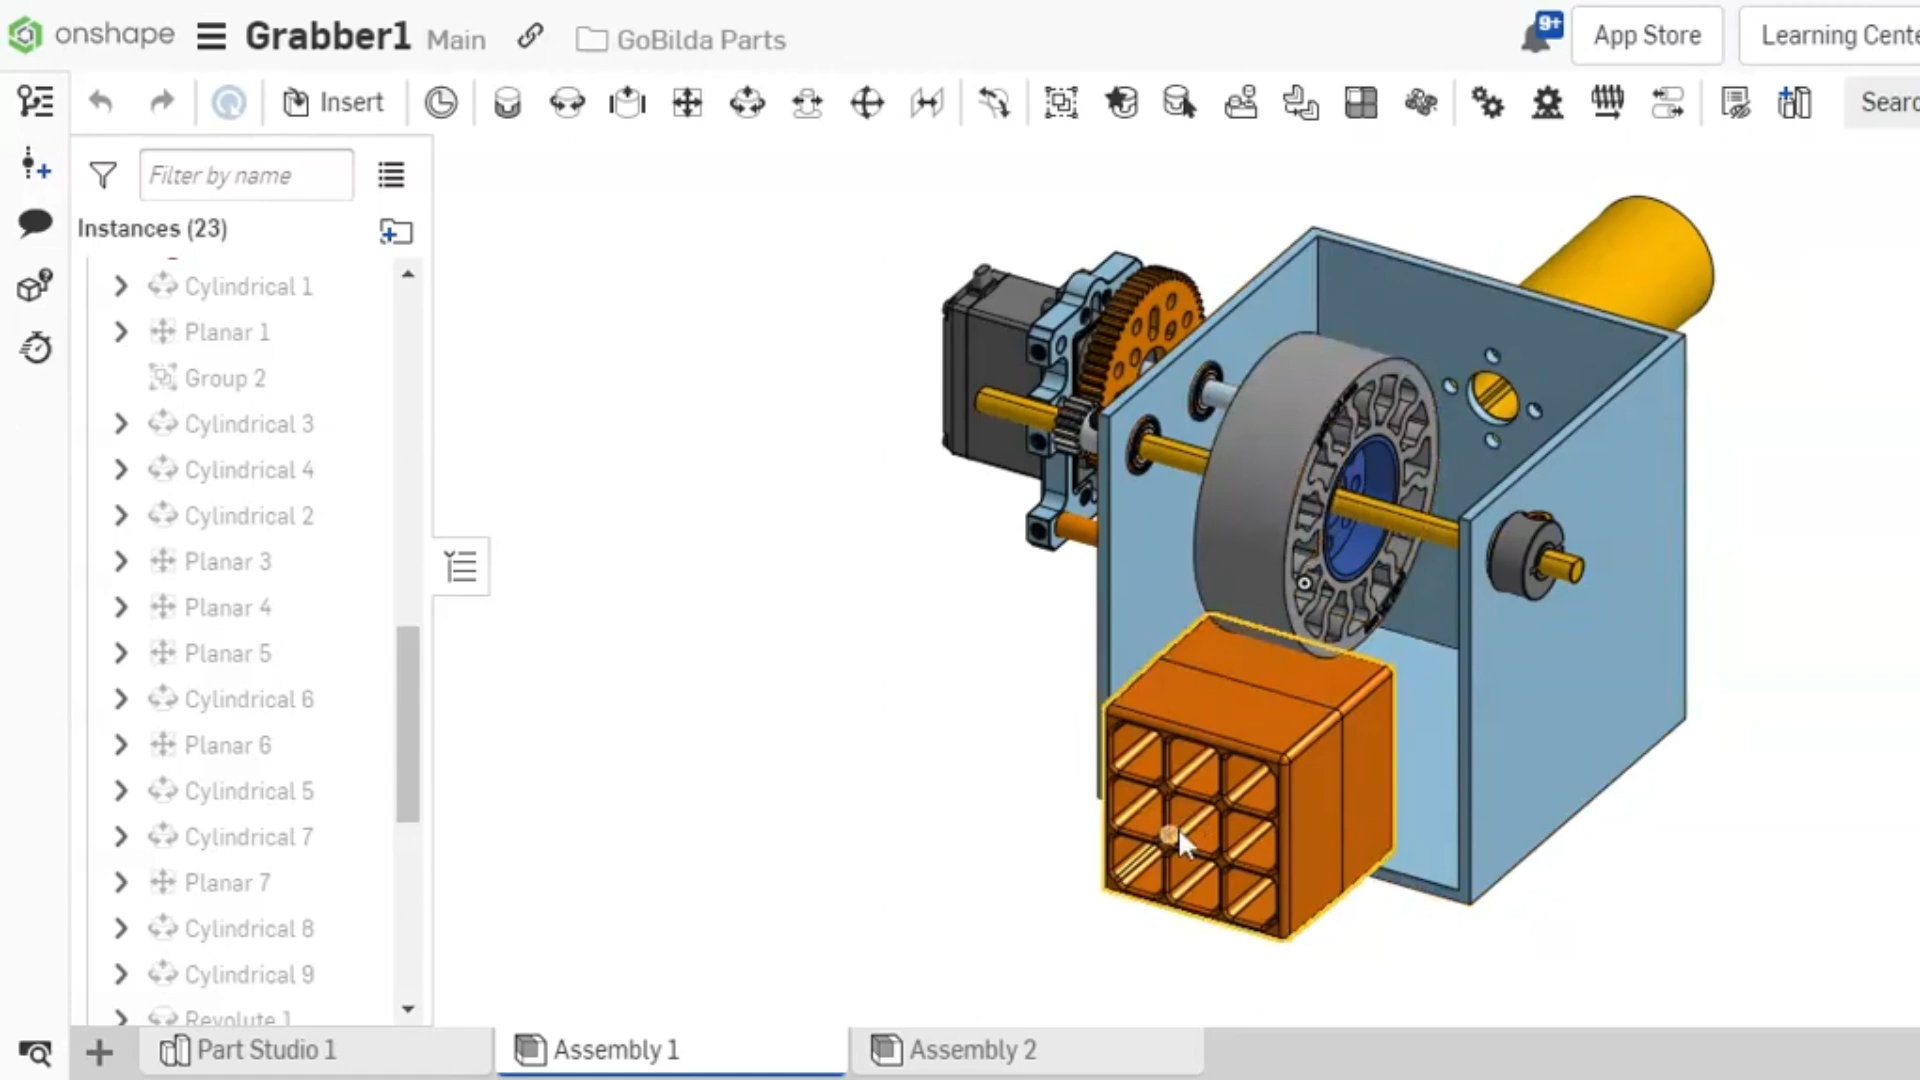 onshape Grabber1 Main GoBilda Parts 9+ App Store Learning Cente
Insert Searc
Filter by name
Instances (23)
Cylindrical 1
Planar 1
Group 2
Cylindrical 3
Cylindrical 4
Cylindrical 2
Planar 3
Planar 4
Planar 5
Cylindrical 6
Planar 6
Cylindrical 5
Cylindrical 7
Planar 7
Cylindrical 8
Cylindrical 9
Revolute 1
Part Studio 1 Assembly 1 Assembly 2